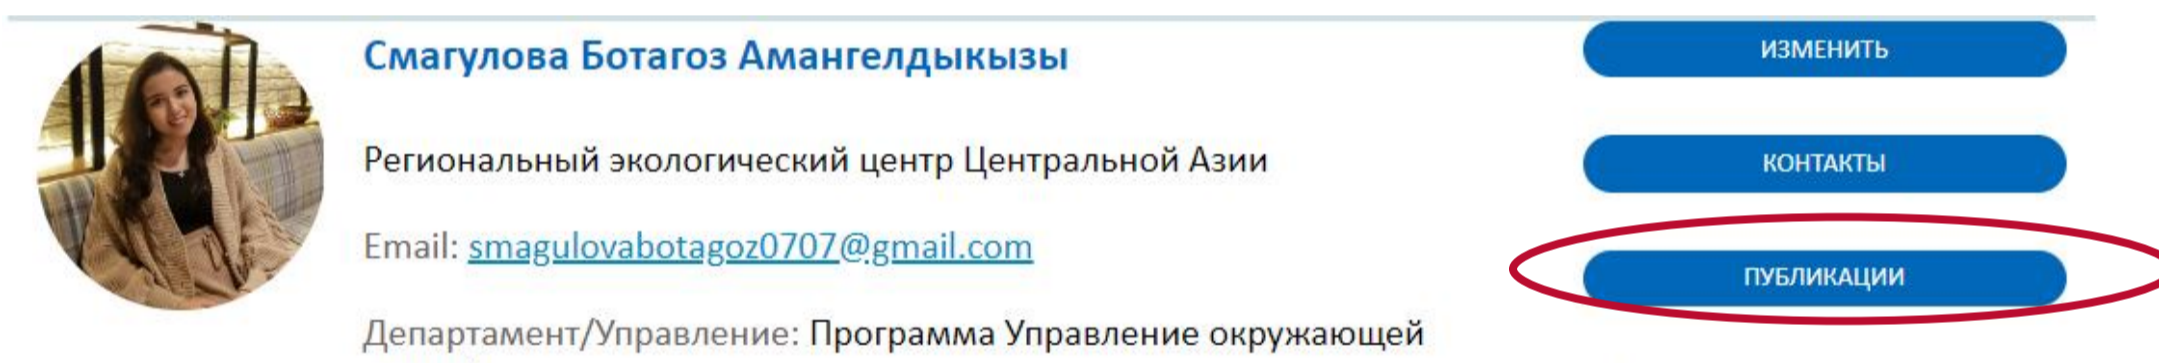 Смагулова Ботагоз Амангелдыкызы
Региональный экологический центр Центральной Азии
Email: smagulovabotagoz0707@gmail.com
Департамент/Управление: Программа Управление окружающей
ИЗМЕНИТЬ
КОНТАКТЫ
ПУБЛИКАЦИИ